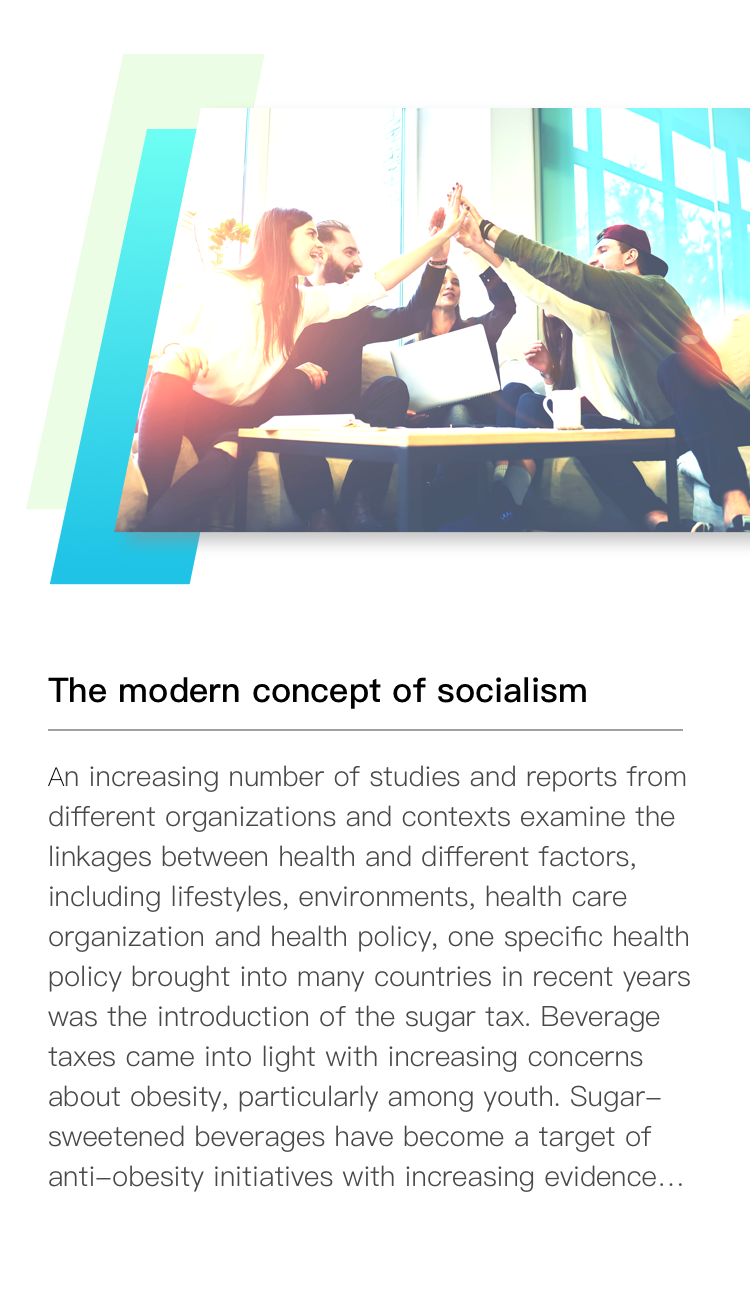 The modern concept of socialism
An increasing number of studies and reports from
different organizations and contexts examine the
linkages between health and different factors,
including lifestyles, environments, health care
organization and health policy, one specific health
policy brought into many countries in recent years
was the introduction of the sugar tax. Beverage
taxes came into light with increasing concerns
about obesity, particularly among youth. Sugar–
sweetened beverages have become a target of
anti–obesity initiatives with increasing evidence…